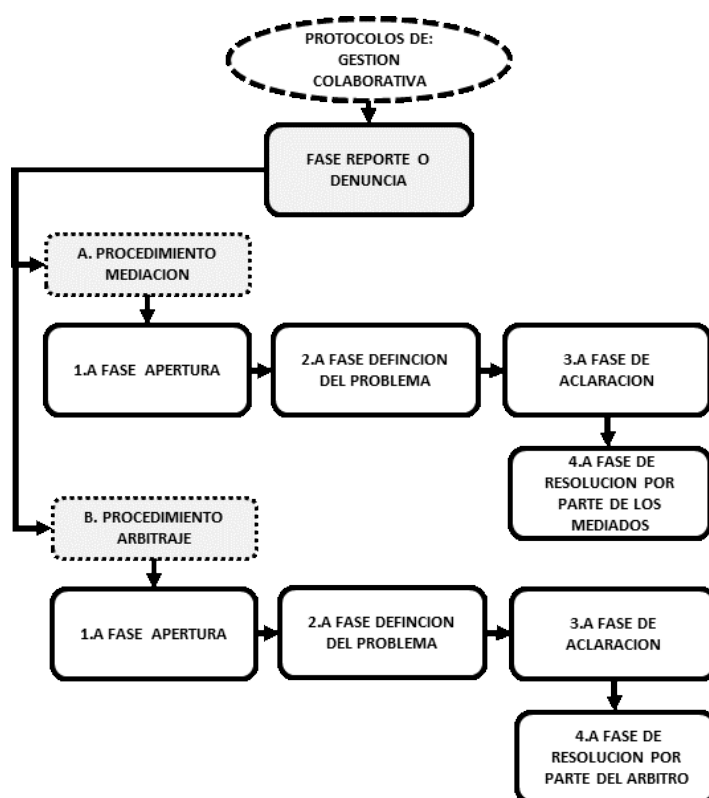 PROTOCOLOS DE:
GESTION
COLABORATIVA
FASE REPORTE O
DENUNCIA
A. PROCEDIMIENTO
MEDIACION
1.A FASE APERTURA
2.A FASE DEFINCION
DEL PROBLEMA
3.A FASE DE
ACLARACION
4.A FASE DE
RESOLUCION POR
PARTE DE LOS
MEDIADOS
B. PROCEDIMIENTO
ARBITRAJE
1.A FASE APERTURA
2.A FASE DEFINCION
DEL PROBLEMA
3.A FASE DE
ACLARACION
4.A FASE DE
RESOLUCION POR
PARTE DEL ARBITRO